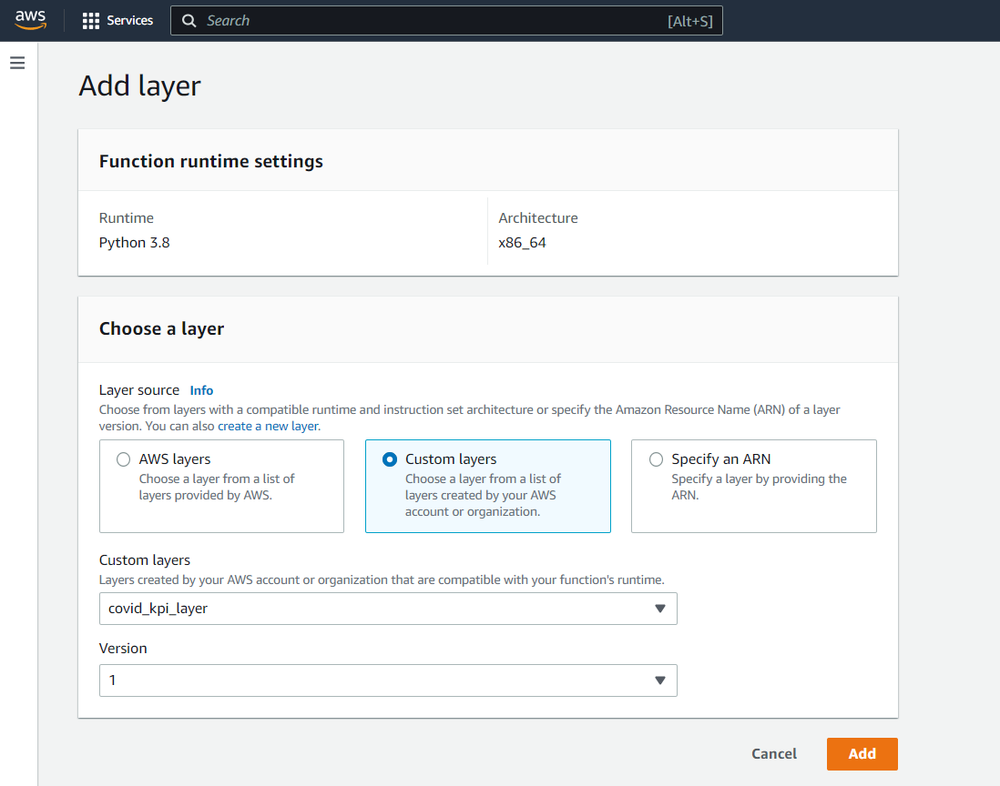 aws
Services
Search
[Alt+S]
Add layer
Function runtime settings
Runtime
Python 3.8
Architecture
x86_64
Choose a layer
Layer source Info
Choose from layers with a compatible runtime and instruction set architecture or specify the Amazon Resource Name (ARN) of a layer
version. You can also create a new layer.
AWS layers
Choose a layer from a list of
layers provided by AWS.
Custom layers
Choose a layer from a list of
layers created by your AWS
account or organization.
Specify an ARN
Specify a layer by providing the
ARN.
Custom layers
Layers created by your AWS account or organization that are compatible with your function's runtime.
covid_kpi_layer
Version
1
Cancel
Add